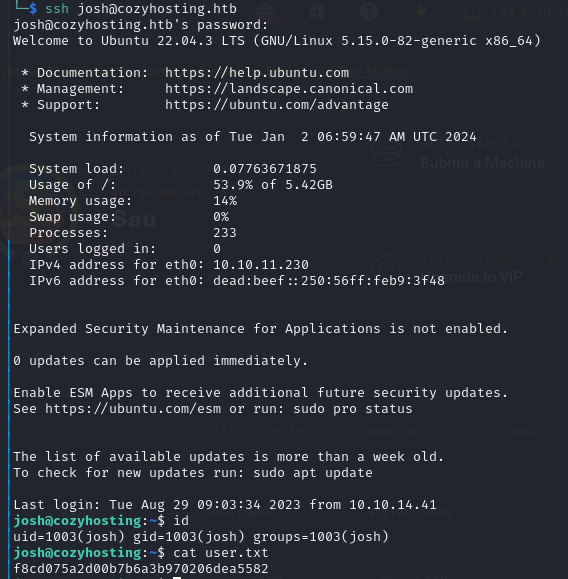 └─$ ssh josh@cozyhosting.htb
josh@cozyhosting.htb's password:
Welcome to Ubuntu 22.04.3 LTS (GNU/Linux 5.15.0-82-generic x86_64)
* Documentation: https://help.ubuntu.com
* Management: https://landscape.canonical.com
* Support: https://ubuntu.com/advantage
System information as of Tue Jan 2 06:59:47 AM UTC 2024
System load: 0.07763671875
Usage of /: 53.9% of 5.42GB
Memory usage: 14%
Swap usage: 0%
Processes: 233
Users logged in: 0
IPv4 address for eth0: 10.10.11.230
IPv6 address for eth0: dead:beef::250:56ff:feb9:3f48
Expanded Security Maintenance for Applications is not enabled.
0 updates can be applied immediately.
Enable ESM Apps to receive additional future security updates.
See https://ubuntu.com/esm or run: sudo pro status
The list of available updates is more than a week old.
To check for new updates run: sudo apt update
Last login: Tue Aug 29 09:03:34 2023 from 10.10.14.41
josh@cozyhosting:~$ id
uid=1003(josh) gid=1003(josh) groups=1003(josh)
josh@cozyhosting:~$ cat user.txt
f8cd075a2d00b7b6a3b970206dea5582
LAB ACCESS
Submit a Machine
Sau